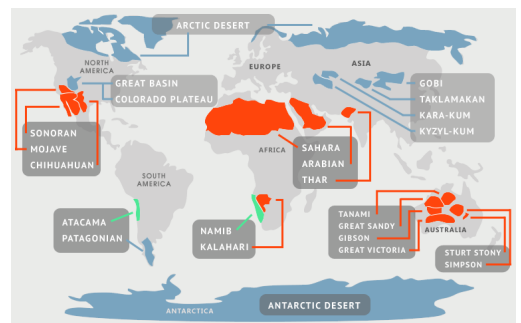 ARCTIC DESERT
NORTH
AMERICA
EUROPE
ASIA
GREAT BASIN
COLORADO PLATEAU
GOBI
TAKLAMAKAN
KARA-KUM
KYZYL-KUM
SONORAN
MOJAVE
CHIHUAHUAN
AFRICA
SAHARA
ARABIAN
THAR
SOUTH
AMERICA
ATACAMA
PATAGONIAN
NAMIB
KALAHARI
TANAMI
GREAT SANDY
GIBSON
GREAT VICTORIA
AUSTRALIA
STURT STONY
SIMPSON
ANTARCTICA
ANTARCTIC DESERT